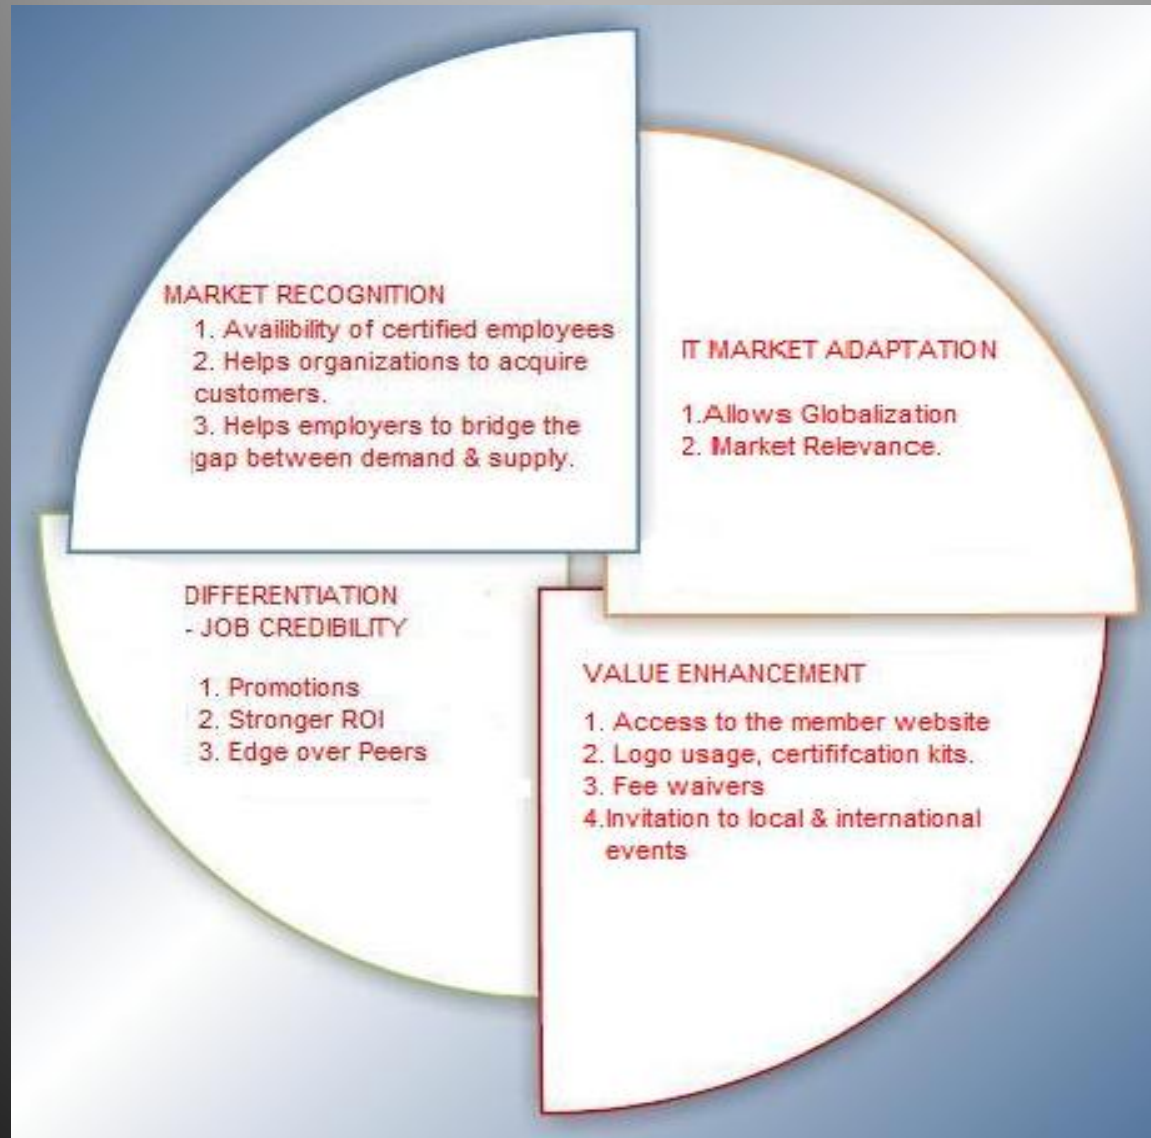 MARKET RECOGNITION
1. Availibility of certified employees
2. Helps organizations to acquire
customers.
3. Helps employers to bridge the
gap between demand & supply.
IT MARKET ADAPTATION
1.Allows Globalization
2. Market Relevance.
DIFFERENTIATION
- JOB CREDIBILITY
1. Promotions
2. Stronger ROI
3. Edge over Peers
VALUE ENHANCEMENT
1. Access to the member website
2. Logo usage, certififcation kits.
3. Fee waivers
4.Invitation to local & international
events